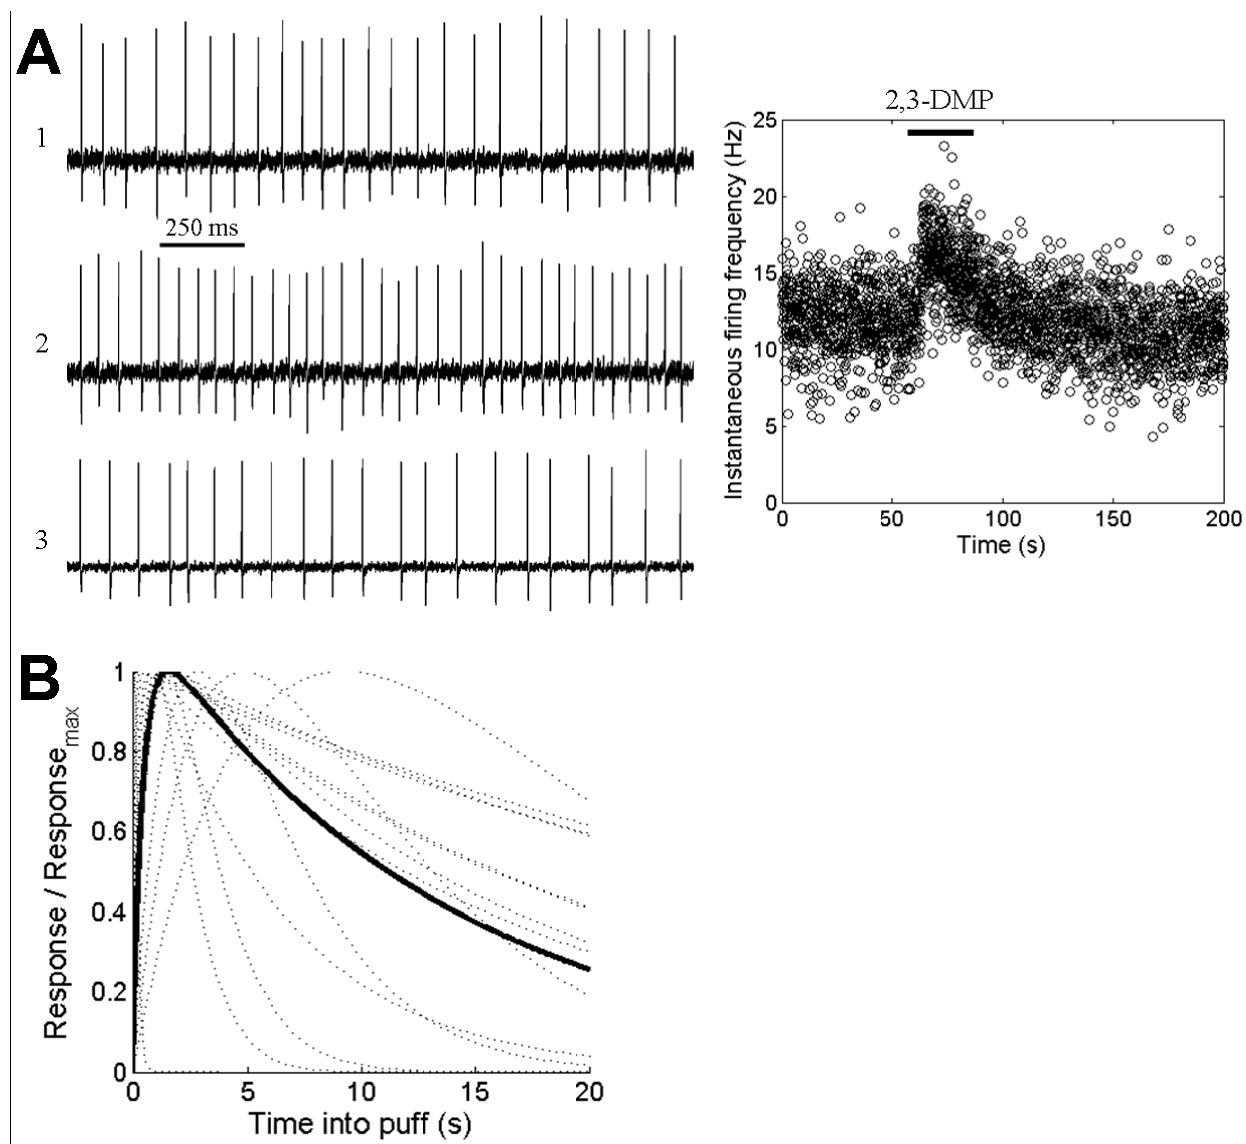 A
1
250 ms
2
3
2,3-DMP
Instantaneous firing frequency (Hz)
25
20
15
10
5
0
0 50 100 150 200
Time (s)
B
Response / Response_max
1
0.8
0.6
0.4
0.2
0
0 5 10 15 20
Time into puff (s)